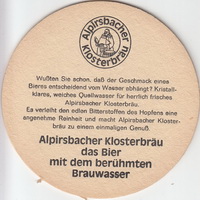 Alpirsbacher
Klosterbräu
Wußten Sie schon, daß der Geschmack eines
Bieres entscheidend vom Wasser abhängt? Kristall-
klares, weiches Quellwasser für herrlich frisches
Alpirsbacher Klosterbräu.
Es verleiht den edlen Bitterstoffen des Hopfens eine
angenehme Reinheit und macht Alpirsbacher Kloster-
bräu zu einem einmaligen Genuß.
Alpirsbacher Klosterbräu
das Bier
mit dem berühmten
Brauwasser